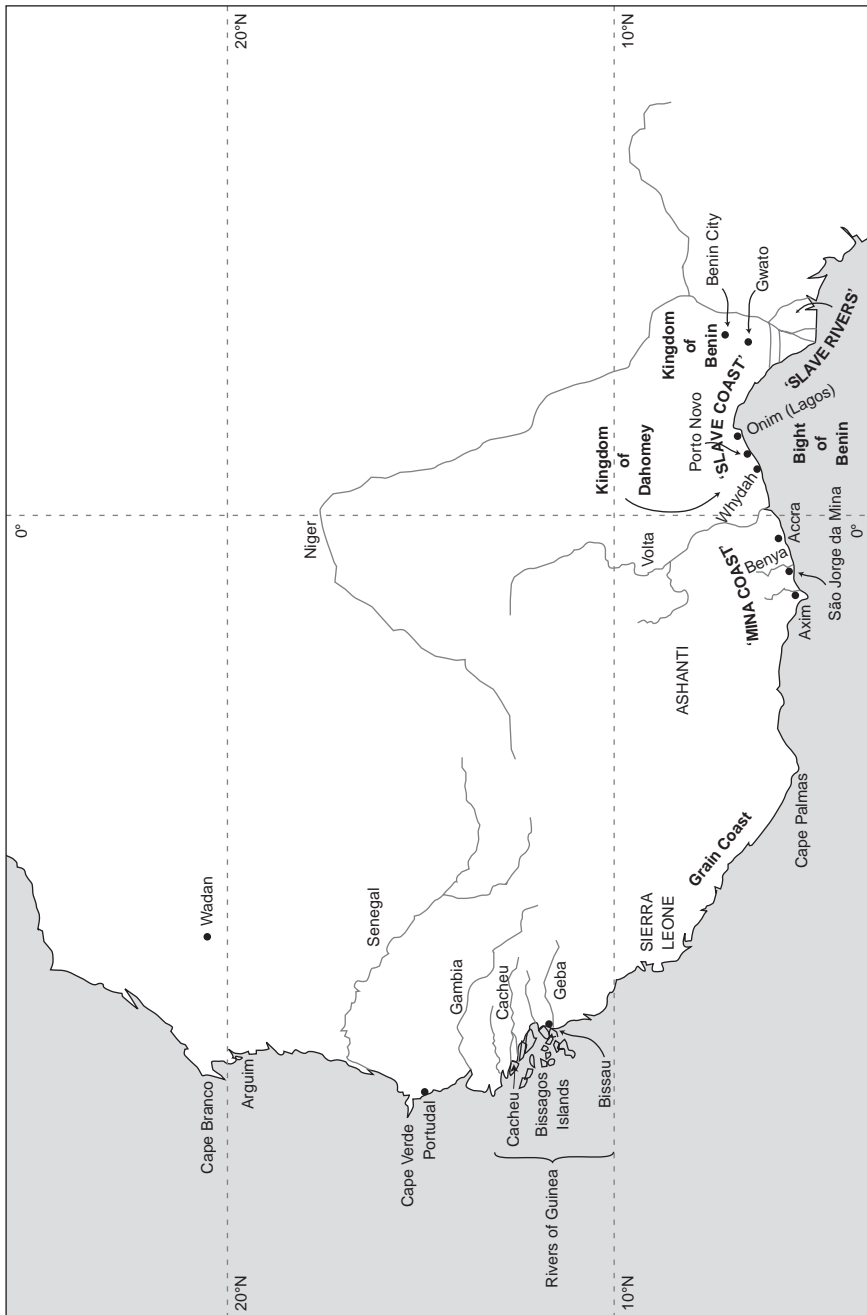 0°
20°N
20°N
Cape Branco
Arguim
Wadan
Niger
Senegal
Cape Verde
Portudal
Gambia
Cacheu
Cacheu
Geba
Bissagos
Islands
Bissau
Rivers of Guinea
10°N
10°N
SIERRA
LEONE
Grain Coast
Cape Palmas
ASHANTI
Volta
Kingdom
of
Dahomey
Kingdom
of
Benin
Benin City
Gwato
Porto Novo
'SLAVE COAST'
Whydah
Onim (Lagos)
'SLAVE RIVERS'
Bight
of
Benin
'MINA COAST'
Benya
Accra
São Jorge da Mina
Axim
0°